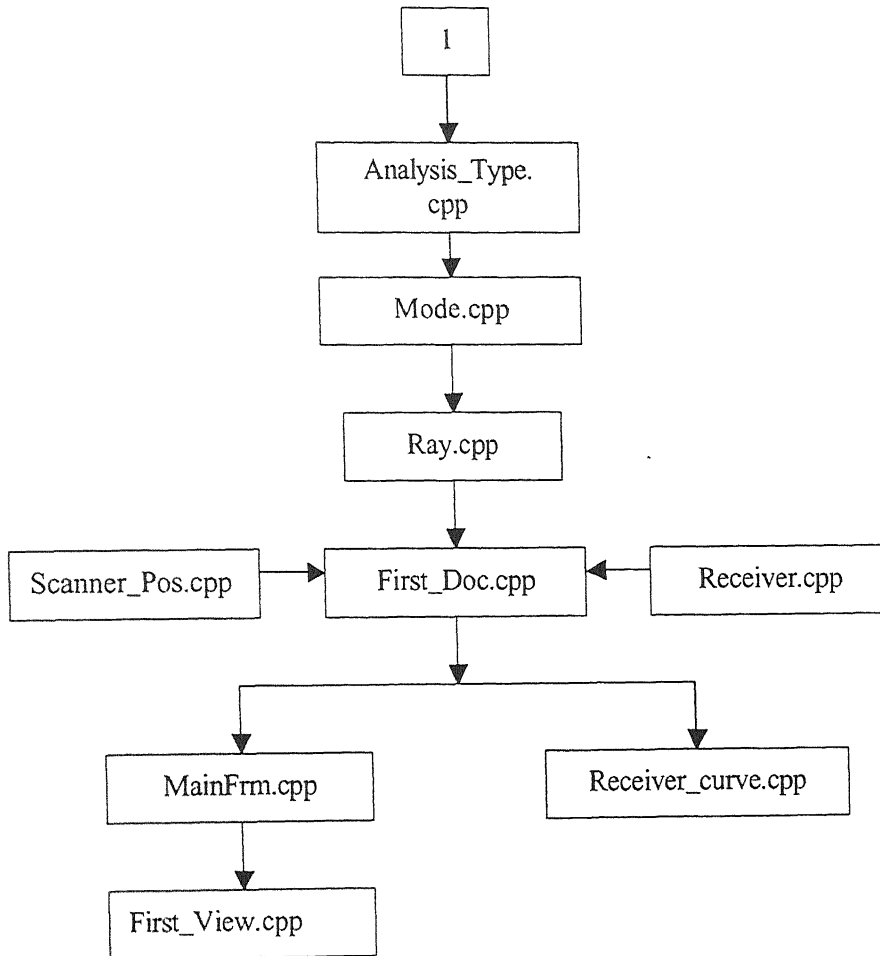 1
Analysis_Type.
cpp
Mode.cpp
Ray.cpp
Scanner_Pos.cpp
First_Doc.cpp
Receiver.cpp
MainFrm.cpp
Receiver_curve.cpp
First_View.cpp